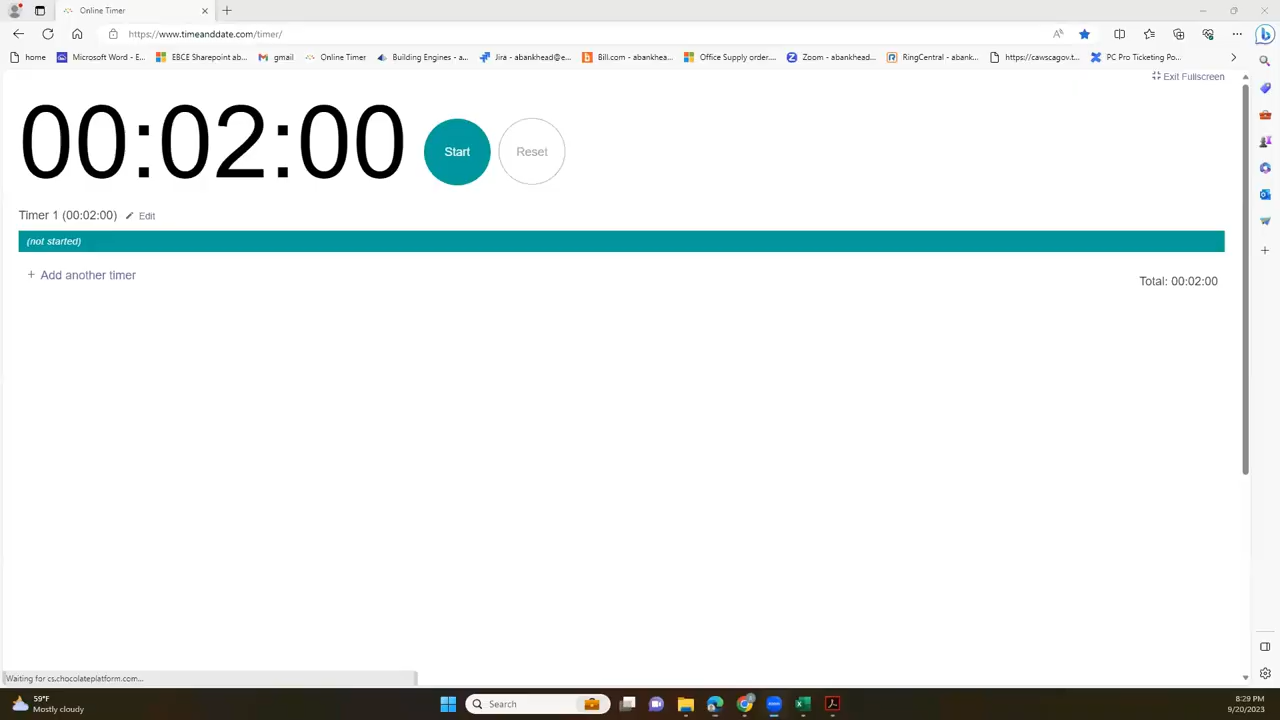 Online Timer
https://www.timeanddate.com/timer/
home
Microsoft Word - E...
EBCE Sharepoint ab...
gmail
Online Timer
Building Engines - a...
Jira - abankhead@e...
Bill.com - abankhea...
Office Supply order....
Zoom - abankhead...
RingCentral - abank...
https://cawscagov.t...
PC Pro Ticketing Po...
Exit Fullscreen
00:02:00
Start
Reset
Timer 1 (00:02:00)
Edit
(not started)
+ Add another timer
Total: 00:02:00
Waiting for cs.chocolateplatform.com...
59°F
Mostly cloudy
Search
8:29 PM
9/20/2023